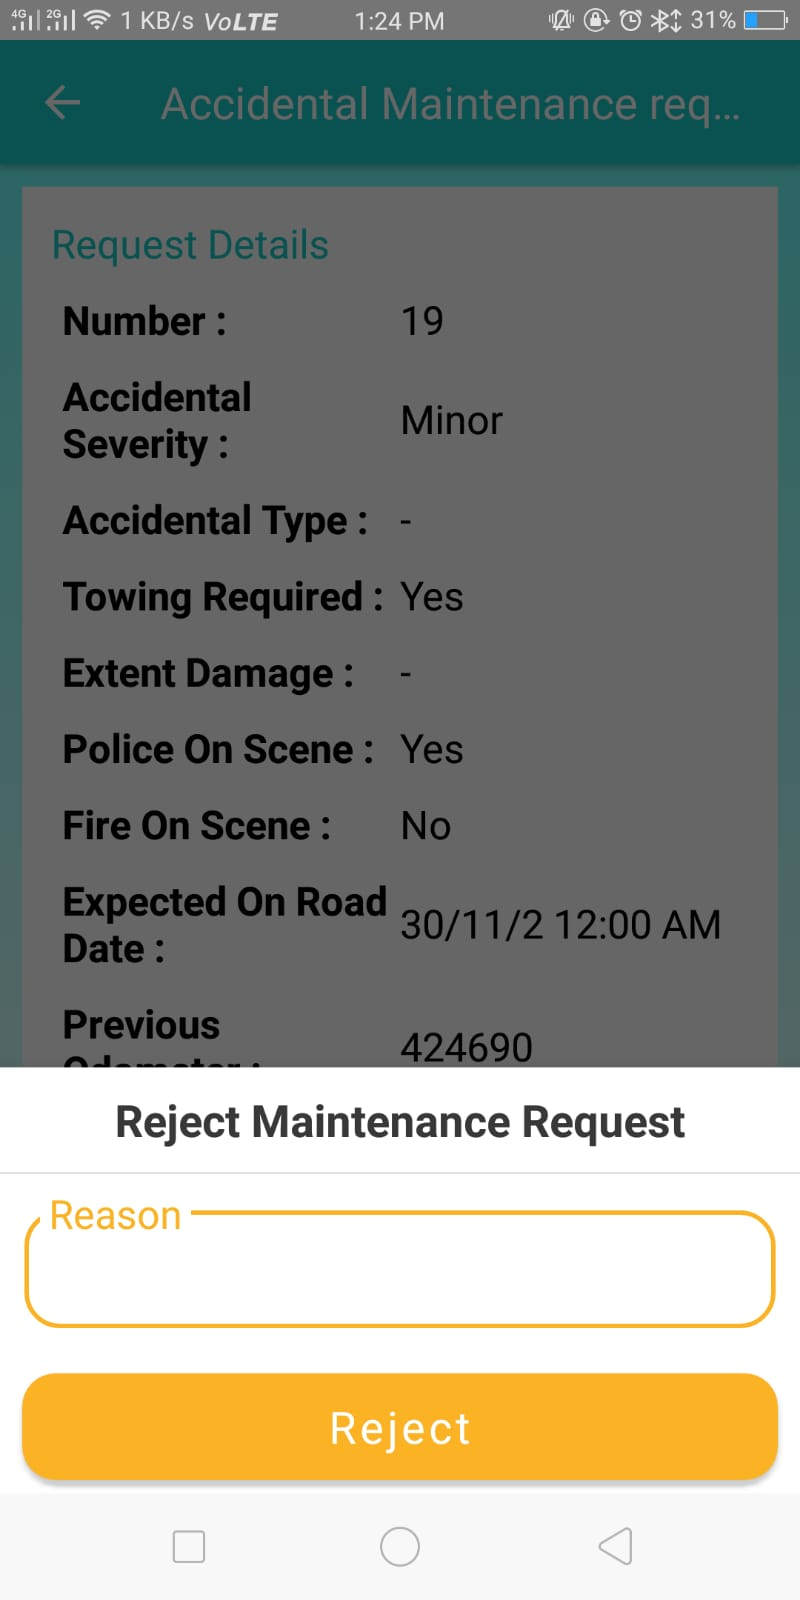 4G 2G 1 KB/s VoLTE 1:24 PM 31%
Accidental Maintenance req...
Request Details
Number : 19
Accidental
Severity : Minor
Accidental Type : -
Towing Required : Yes
Extent Damage : -
Police On Scene : Yes
Fire On Scene : No
Expected On Road
Date : 30/11/2 12:00 AM
Previous
424690
Reject Maintenance Request
Reason
Reject